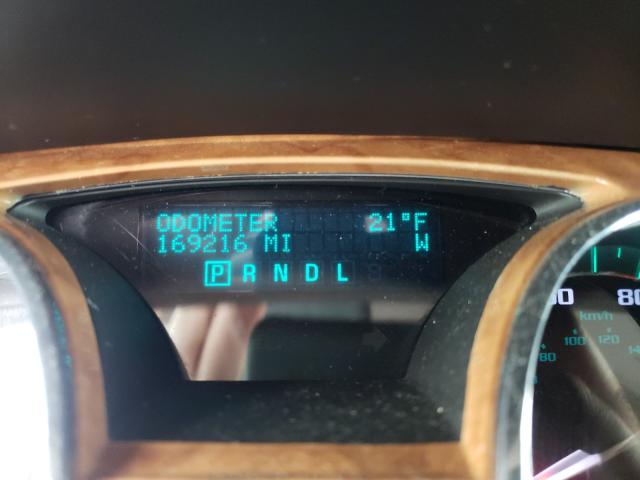 ODOMETER 21°F
169216 MI W
P R N D L
80
km/h
80 100 120